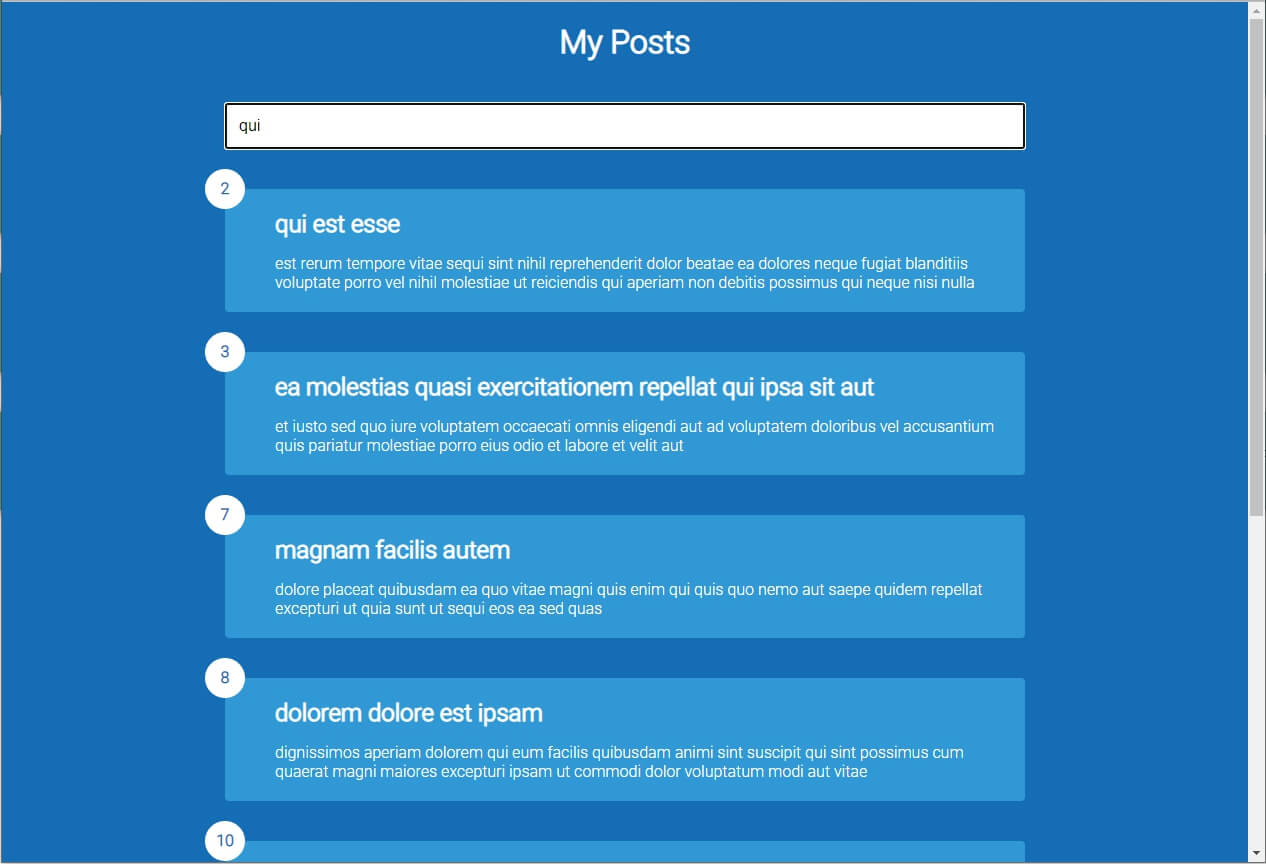 My Posts
qui
2
qui est esse
est rerum tempore vitae sequi sint nihil reprehenderit dolor beatae ea dolores neque fugiat blanditiis
voluptate porro vel nihil molestiae ut reiciendis qui aperiam non debitis possimus qui neque nisi nulla
3
ea molestias quasi exercitationem repellat qui ipsa sit aut
et iusto sed quo iure voluptatem occaecati omnis eligendi aut ad voluptatem doloribus vel accusantium
quis pariatur molestiae porro eius odio et labore et velit aut
7
magnam facilis autem
dolore placeat quibusdam ea quo vitae magni quis enim qui quis quo nemo aut saepe quidem repellat
excepturi ut quia sunt ut sequi eos ea sed quas
8
dolorem dolore est ipsam
dignissimos aperiam dolorem qui eum facilis quibusdam animi sint suscipit qui sint possimus cum
quaerat magni maiores excepturi ipsam ut commodi dolor voluptatum modi aut vitae
10